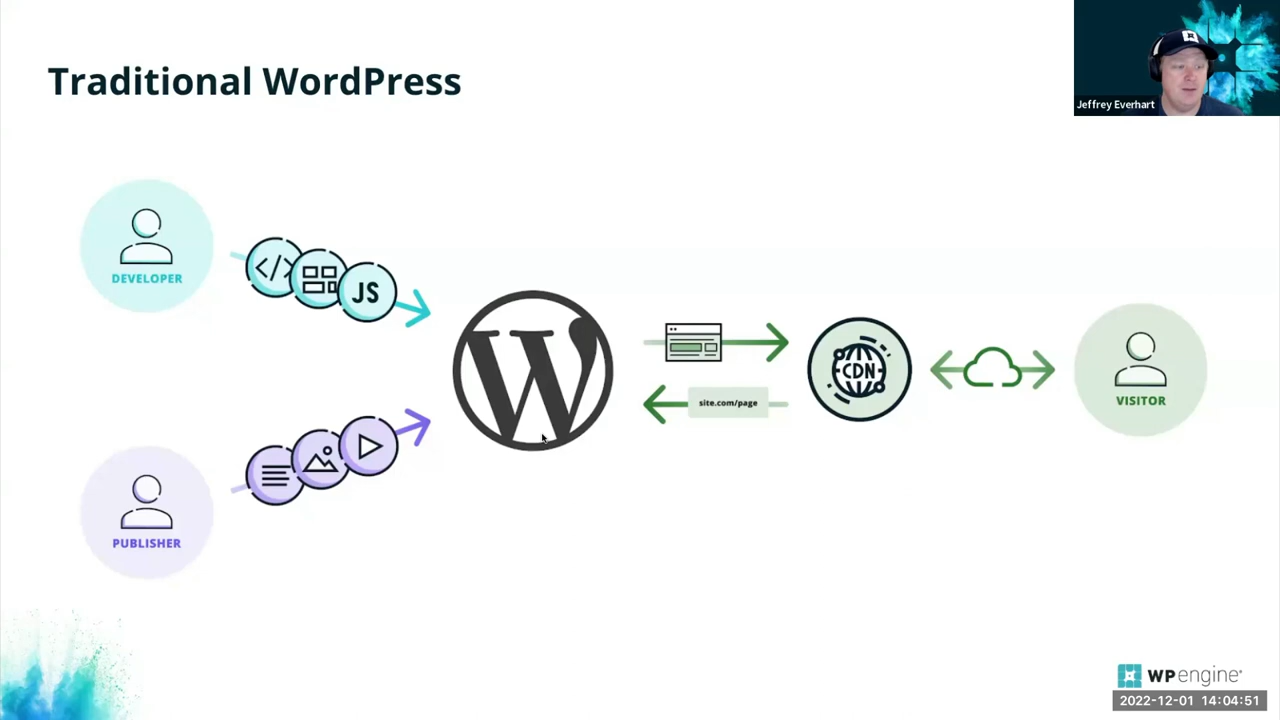 Traditional WordPress
Jeffrey Everhart
DEVELOPER
</>
JS
W
site.com/page
CDN
VISITOR
PUBLISHER
WP engine
2022-12-01 14:04:51